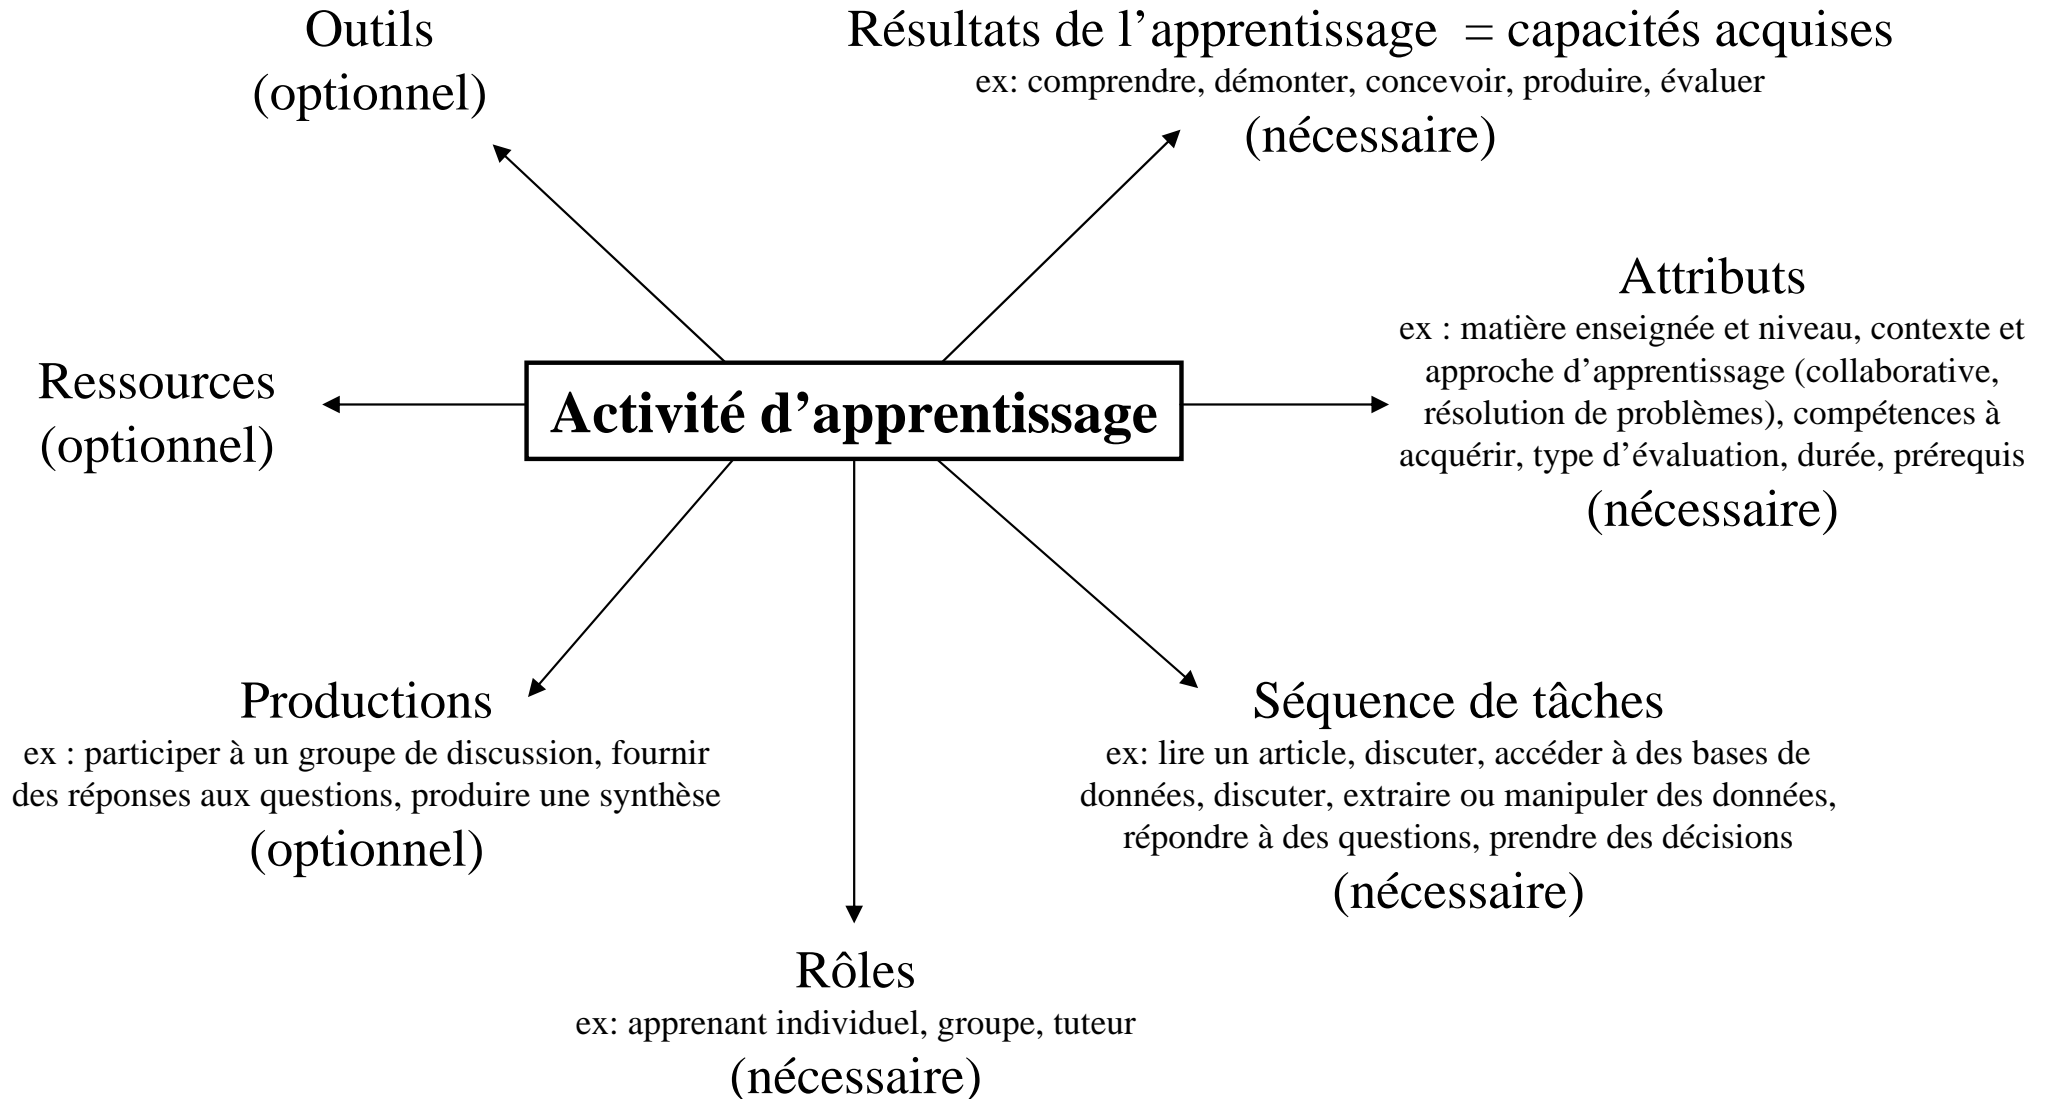 Outils
(optionnel)
Résultats de l’apprentissage = capacités acquises
ex: comprendre, démonter, concevoir, produire, évaluer
(nécessaire)
Attributs
ex : matière enseignée et niveau, contexte et
approche d’apprentissage (collaborative,
résolution de problèmes), compétences à
acquérir, type d’évaluation, durée, prérequis
(nécessaire)
Ressources
(optionnel)
Activité d’apprentissage
Productions
ex : participer à un groupe de discussion, fournir
des réponses aux questions, produire une synthèse
(optionnel)
Séquence de tâches
ex: lire un article, discuter, accéder à des bases de
données, discuter, extraire ou manipuler des données,
répondre à des questions, prendre des décisions
(nécessaire)
Rôles
ex: apprenant individuel, groupe, tuteur
(nécessaire)